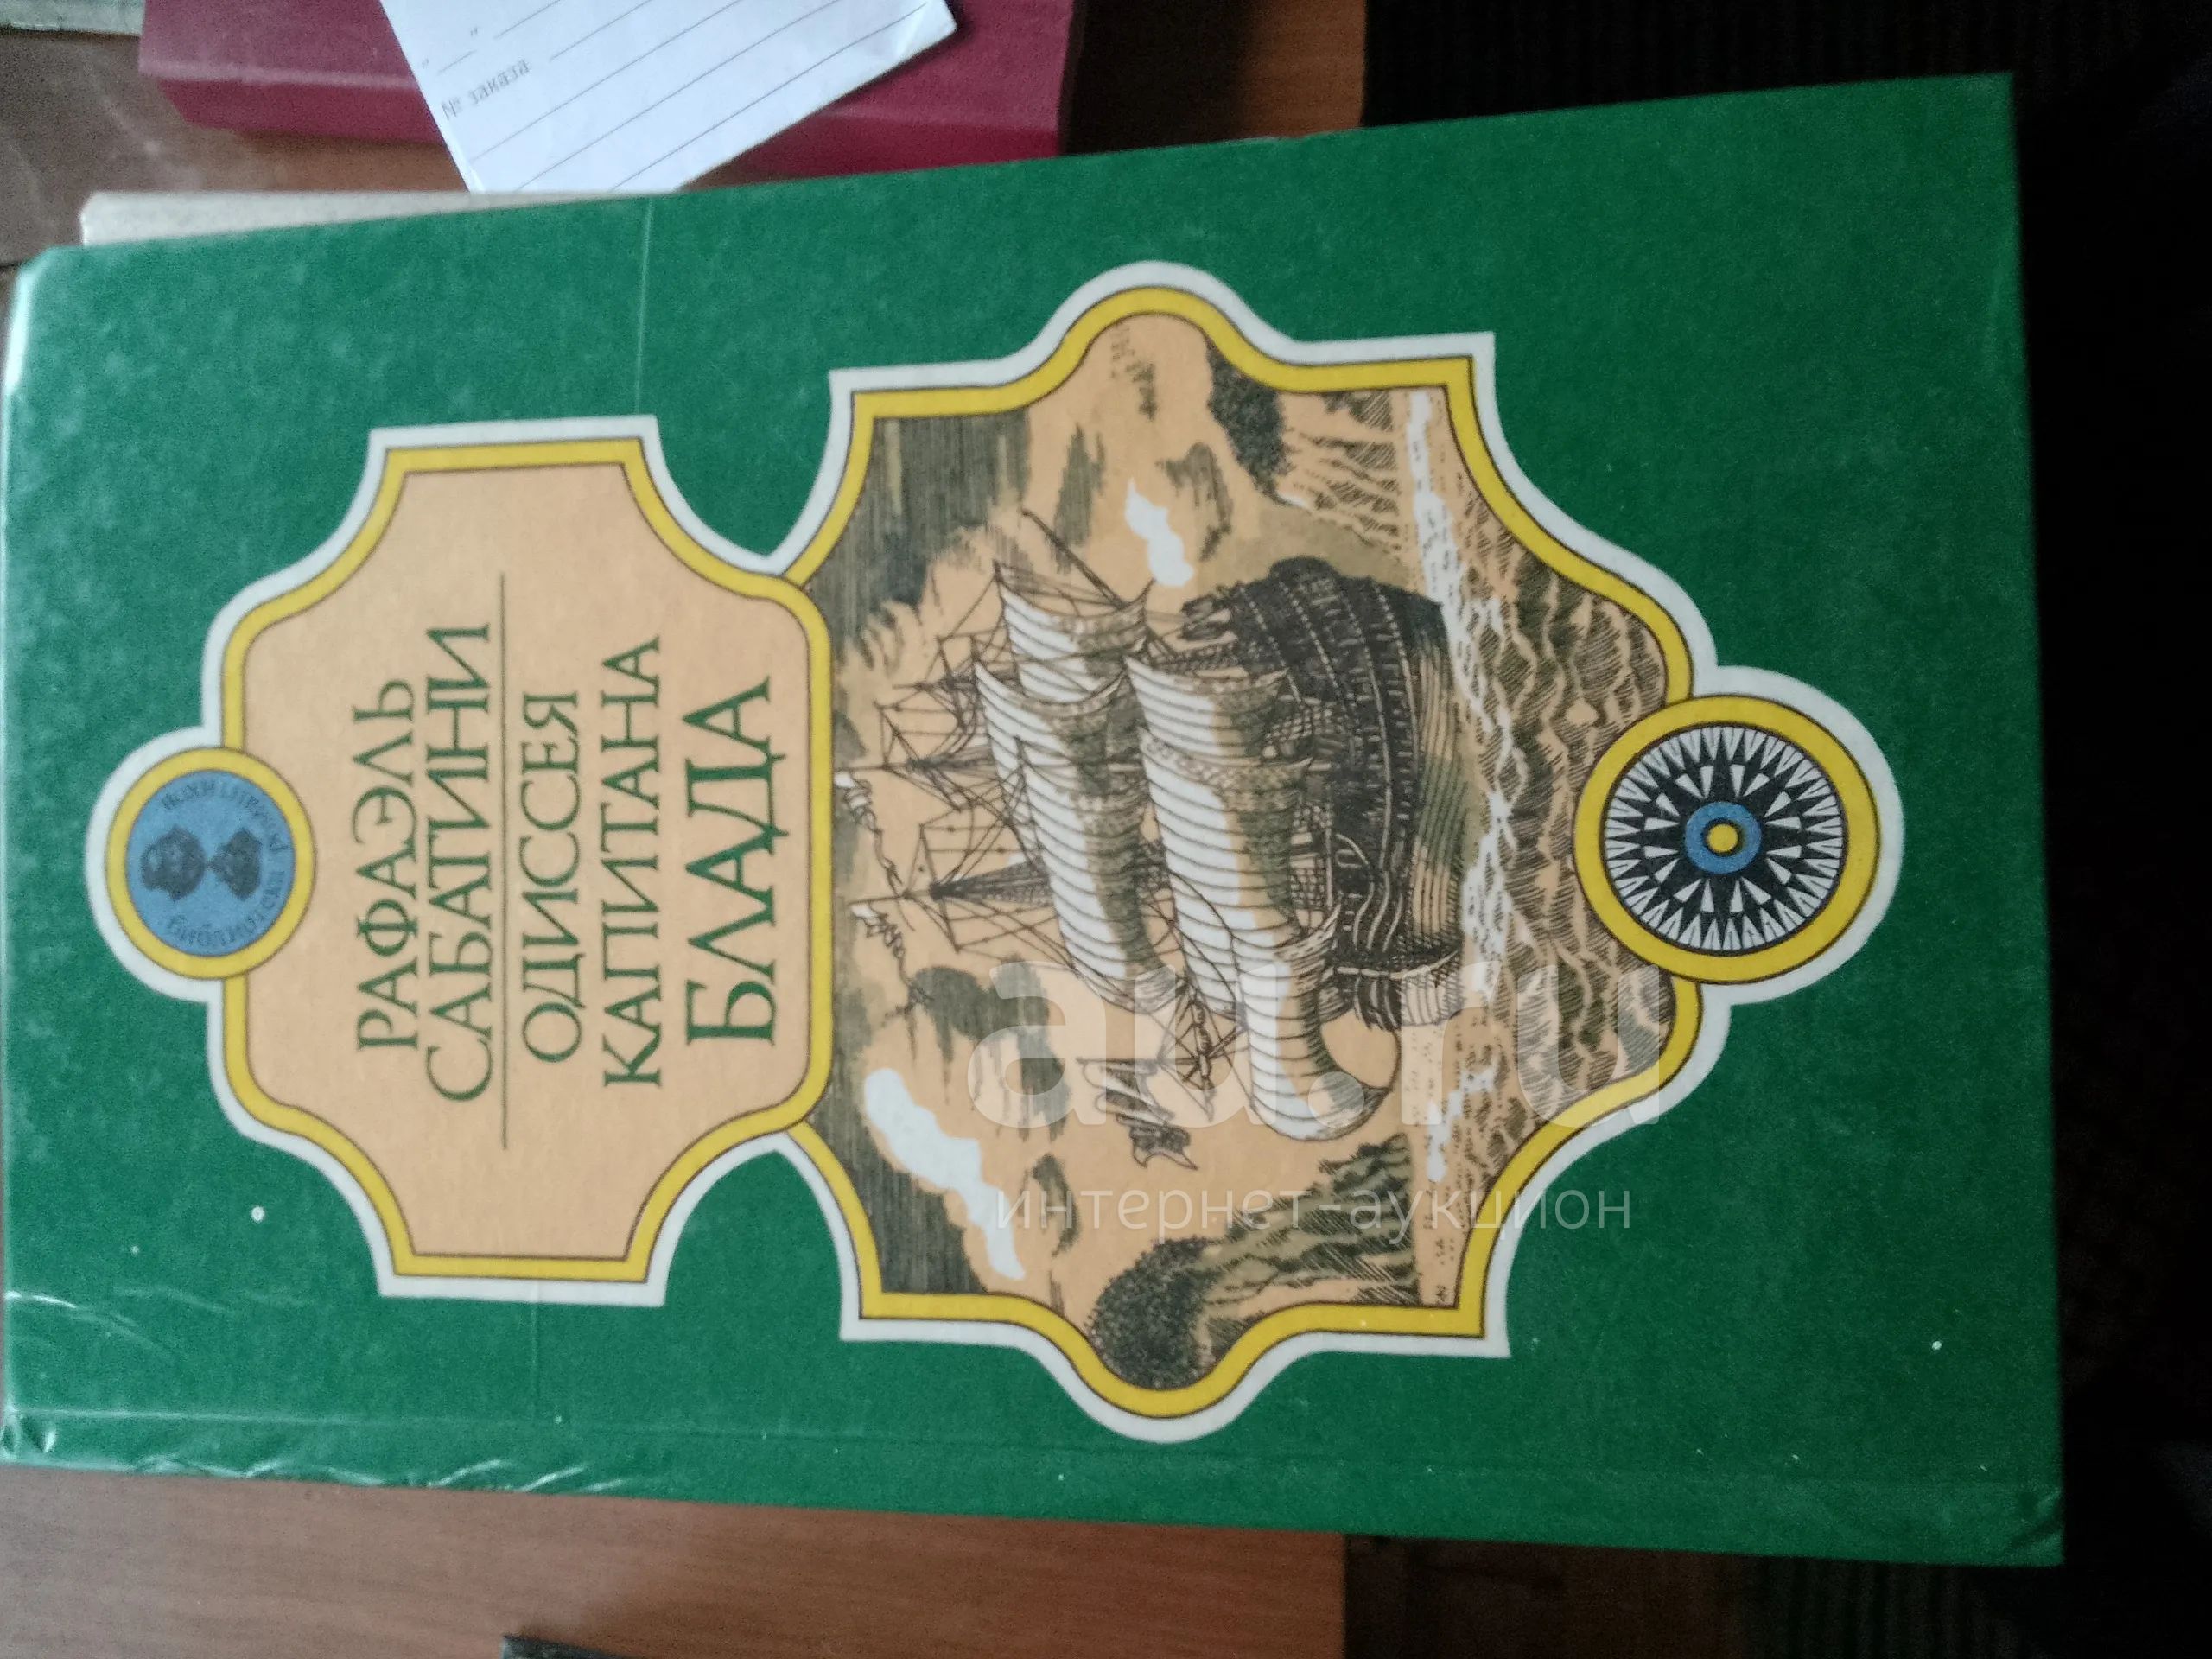 РАФАЭЛЬ
САБАТИНИ
ОДИССЕЯ
КАПИТАНА
БЛАДА
библиотека
№ заказа
au.ru
интернет-аукцион